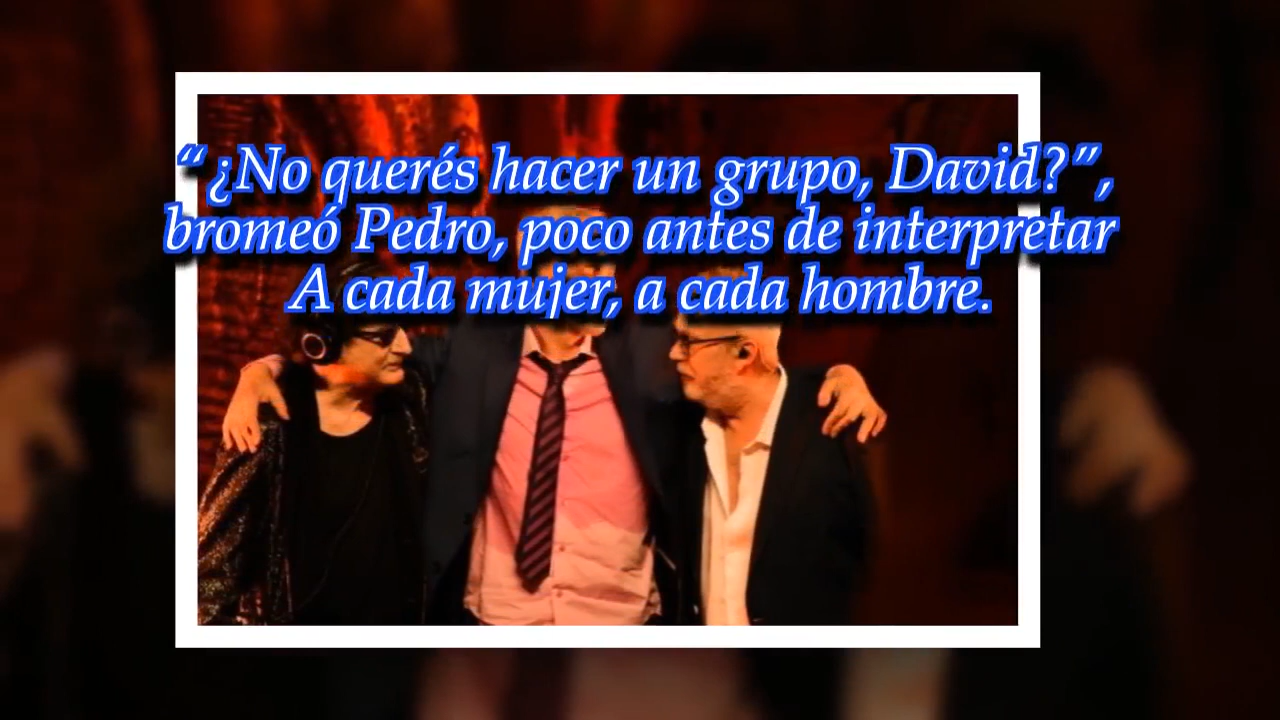 “¿No querés hacer un grupo, David?”,
bromeó Pedro, poco antes de interpretar
A cada mujer, a cada hombre.